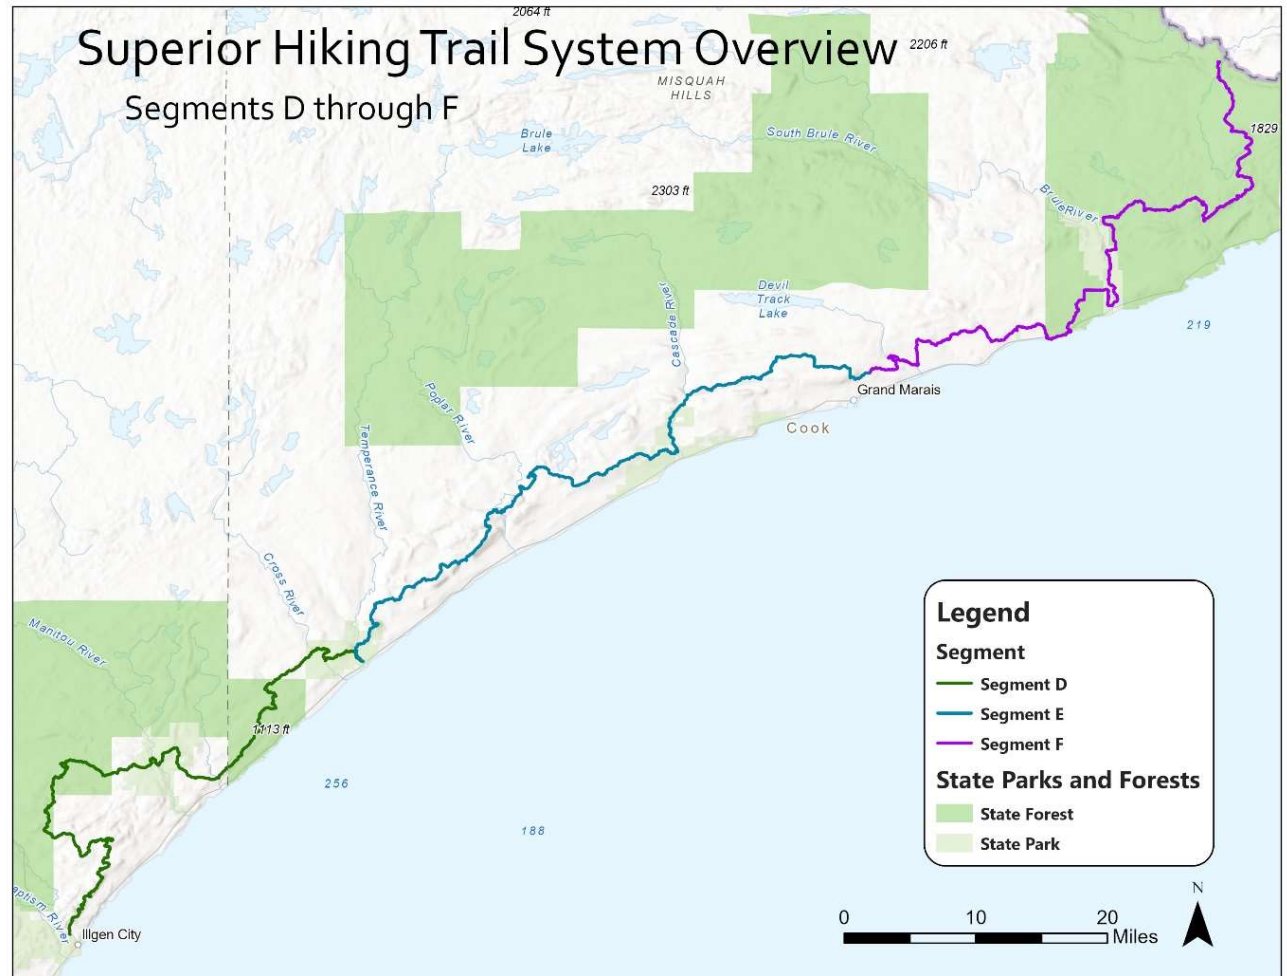 2064 ft
Superior Hiking Trail System Overview
2206 ft
Segments D through F
MISQUAH
HILLS
Brule
Lake
South Brule River
1829
2303 ft
Brule River
Cascade River
Devil
Track
Lake
219
Poplar River
Grand Marais
Cook
Temperance River
Cross River
Manitou River
1113 ft
256
188
aptism River
Illgen City
Legend
Segment
Segment D
Segment E
Segment F
State Parks and Forests
State Forest
State Park
N
0 10 20
Miles